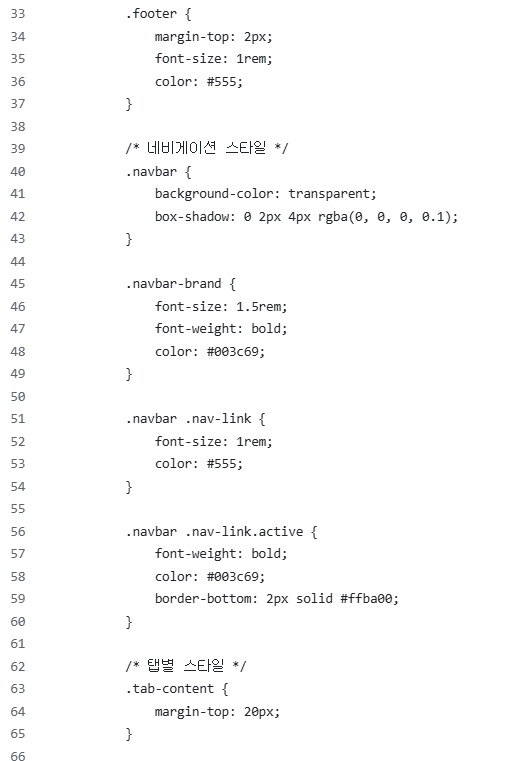 33 .footer {
34 margin-top: 2px;
35 font-size: 1rem;
36 color: #555;
37 }
38
39 /* 네비게이션 스타일 */
40 .navbar {
41 background-color: transparent;
42 box-shadow: 0 2px 4px rgba(0, 0, 0, 0.1);
43 }
44
45 .navbar-brand {
46 font-size: 1.5rem;
47 font-weight: bold;
48 color: #003c69;
49 }
50
51 .navbar .nav-link {
52 font-size: 1rem;
53 color: #555;
54 }
55
56 .navbar .nav-link.active {
57 font-weight: bold;
58 color: #003c69;
59 border-bottom: 2px solid #ffba00;
60 }
61
62 /* 탭별 스타일 */
63 .tab-content {
64 margin-top: 20px;
65 }
66